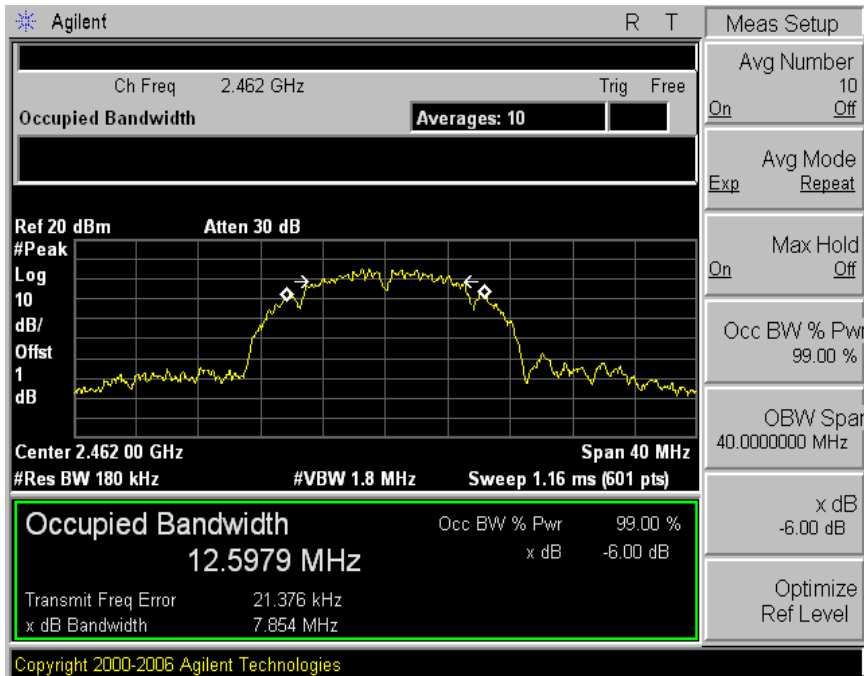 Agilent R T
Ch Freq 2.462 GHz Trig Free
Occupied Bandwidth Averages: 10
Ref 20 dBm Atten 30 dB
#Peak
Log
10
dB/
Offst
1
dB
Center 2.462 00 GHz Span 40 MHz
#Res BW 180 kHz #VBW 1.8 MHz Sweep 1.16 ms (601 pts)
Occupied Bandwidth Occ BW % Pwr 99.00 %
12.5979 MHz x dB -6.00 dB
Transmit Freq Error 21.376 kHz
x dB Bandwidth 7.854 MHz
Copyright 2000-2006 Agilent Technologies
Meas Setup
Avg Number
10
On Off
Avg Mode
Exp Repeat
Max Hold
On Off
Occ BW % Pwr
99.00 %
OBW Span
40.0000000 MHz
x dB
-6.00 dB
Optimize
Ref Level